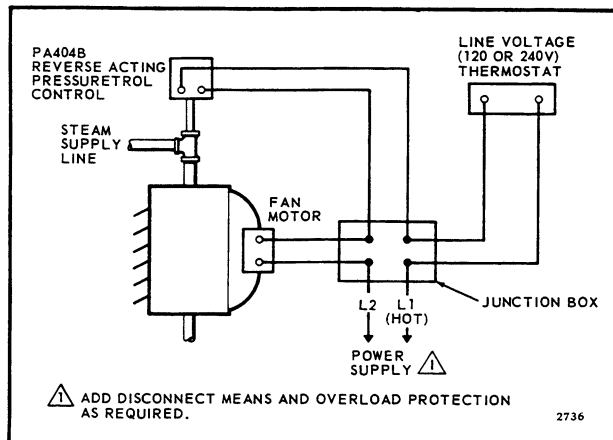 PA404B
REVERSE ACTING
PRESSURETROL
CONTROL
LINE VOLTAGE
(120 OR 240V)
THERMOSTAT
STEAM
SUPPLY
LINE
FAN
MOTOR
L2 L1
(HOT)
JUNCTION BOX
POWER
SUPPLY 1
1 ADD DISCONNECT MEANS AND OVERLOAD PROTECTION
AS REQUIRED.
2736